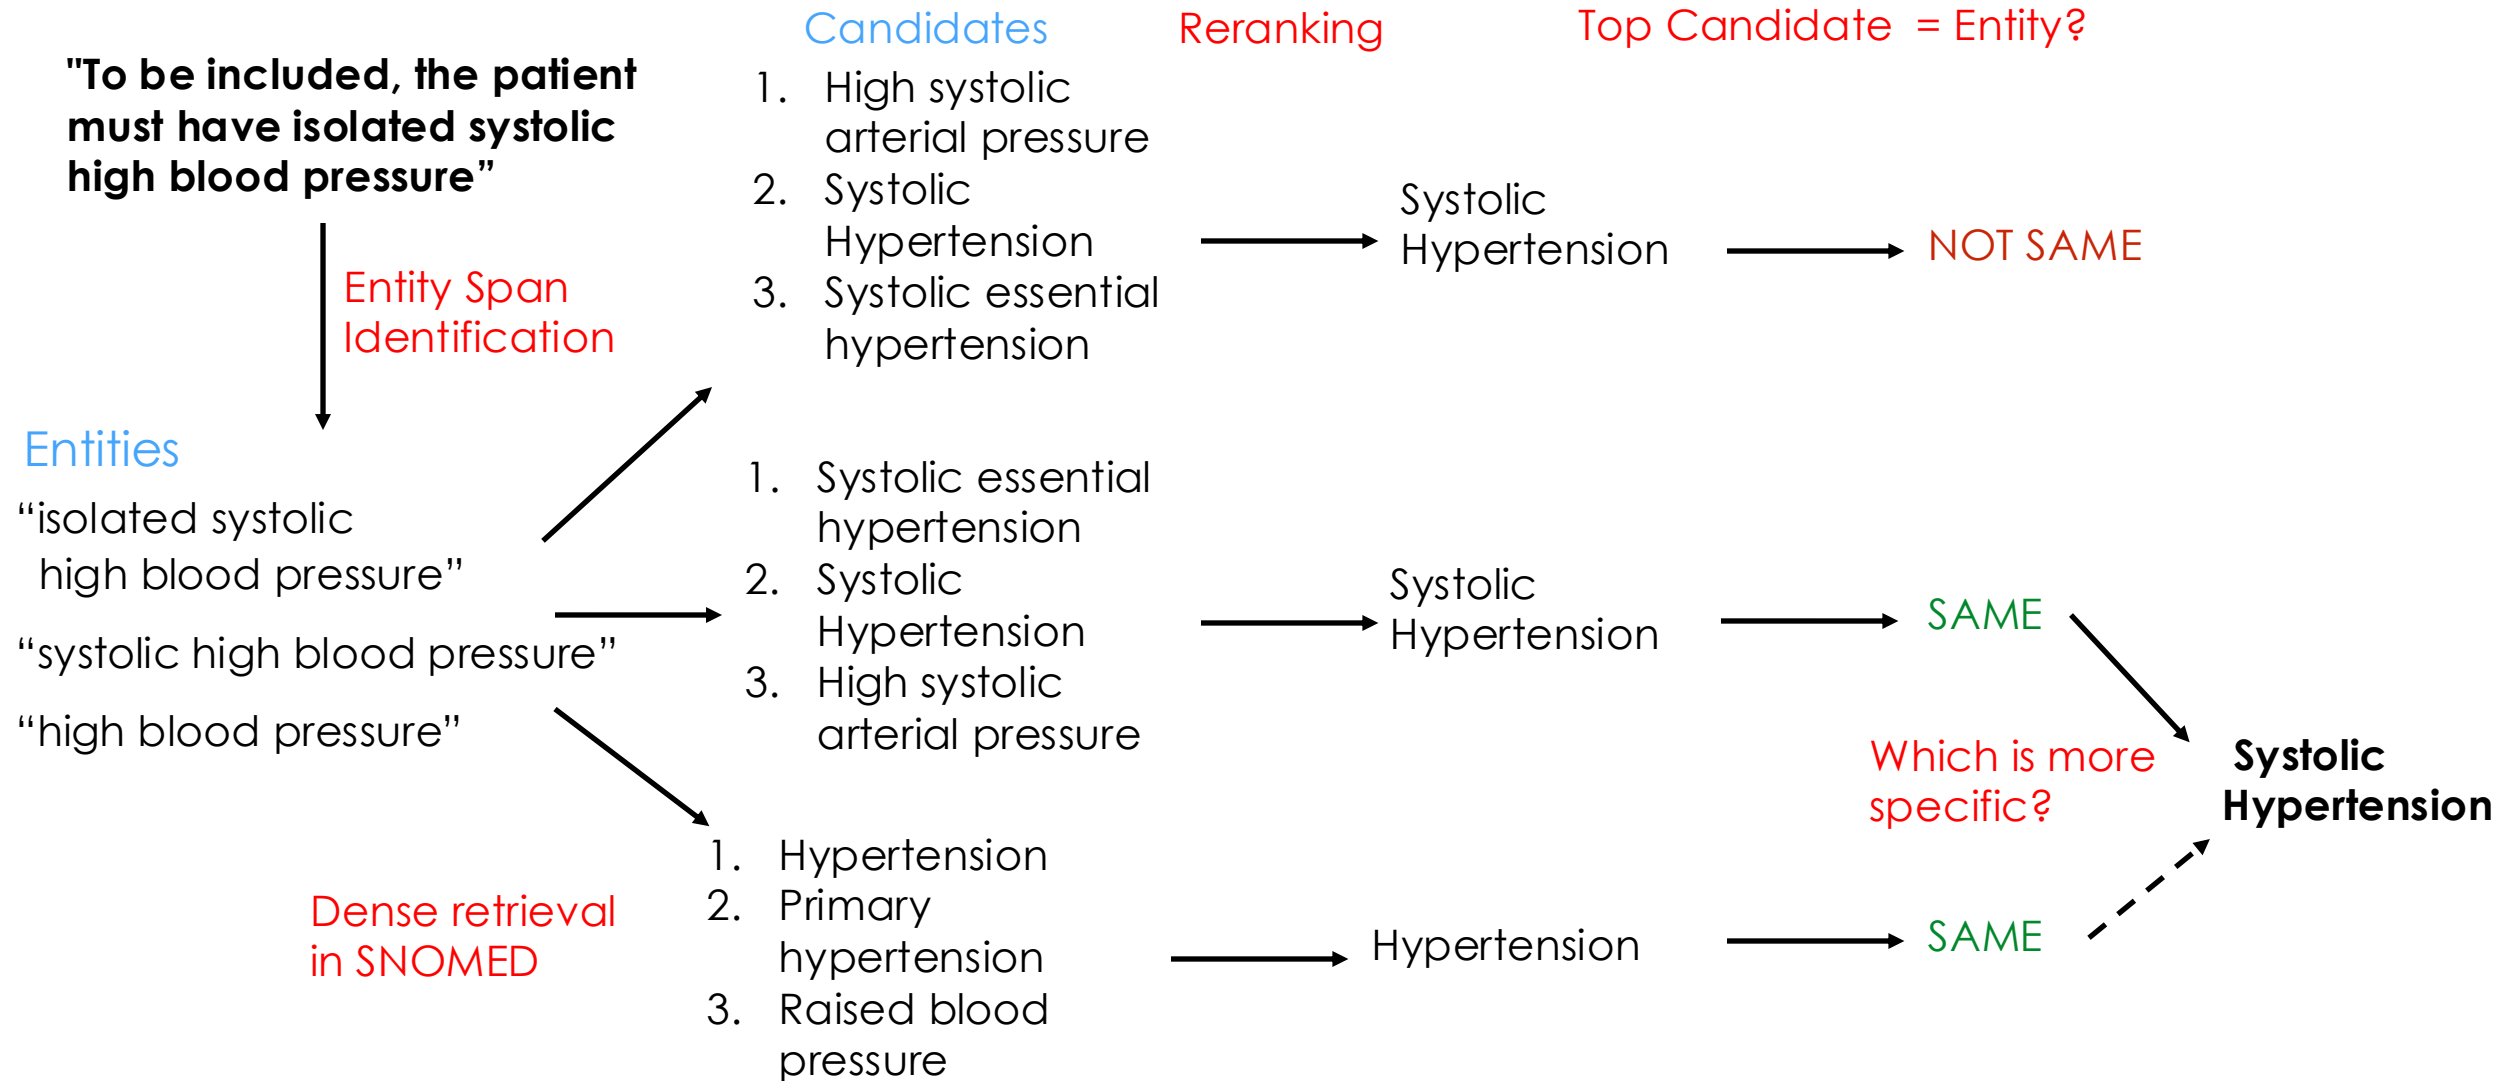 "To be included, the patient
must have isolated systolic
high blood pressure”
Entity Span
Identification
Entities
“isolated systolic
high blood pressure”
“systolic high blood pressure”
“high blood pressure”
Dense retrieval
in SNOMED
Candidates
1. High systolic
arterial pressure
2. Systolic
Hypertension
3. Systolic essential
hypertension
1. Systolic essential
hypertension
2. Systolic
Hypertension
3. High systolic
arterial pressure
1. Hypertension
2. Primary
hypertension
3. Raised blood
pressure
Reranking
Systolic
Hypertension
Systolic
Hypertension
Hypertension
Top Candidate = Entity?
NOT SAME
SAME
Which is more
specific?
SAME
Systolic
Hypertension